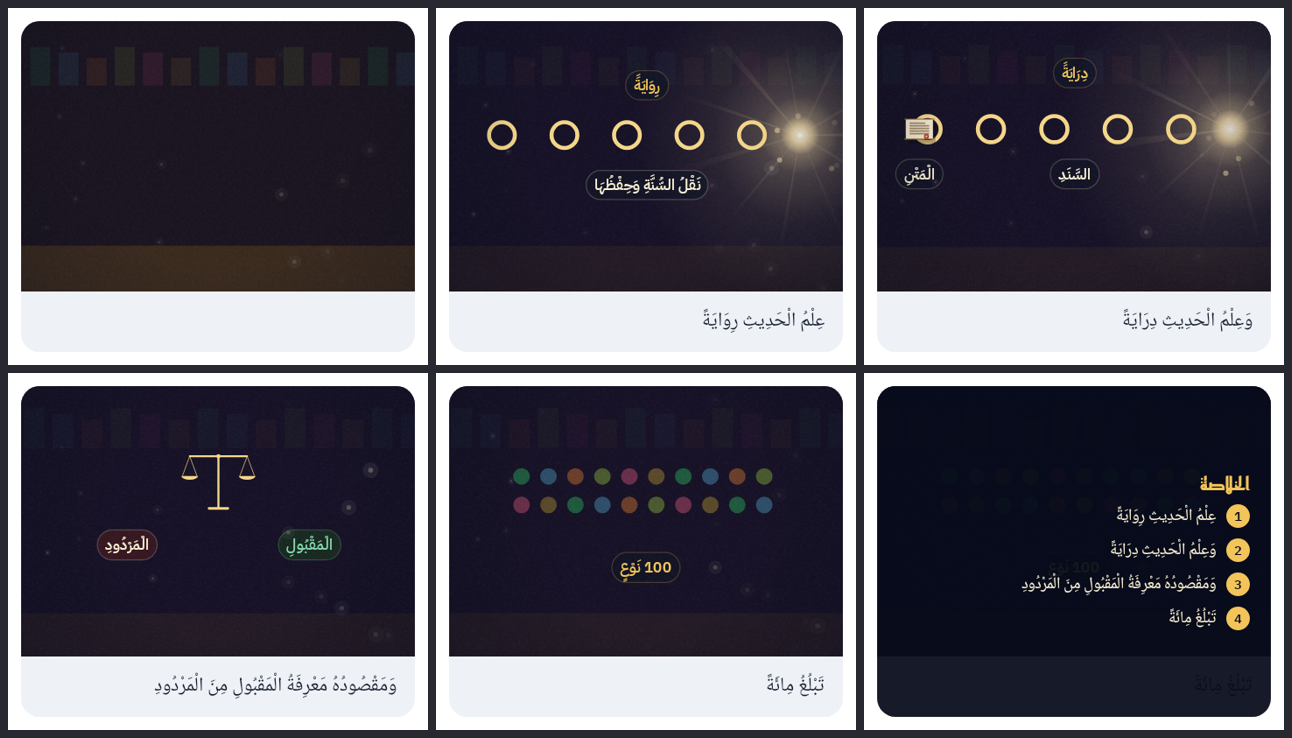 رِوَايَةً
نَقْلُ السُّنَّةِ وَحِفْظُهَا
عِلْمُ الْحَدِيثِ رِوَايَةً
دِرَايَةً
السَّنَدِ
الْمَتْنِ
وَعِلْمُ الْحَدِيثِ دِرَايَةً
الْمَقْبُولِ
الْمَرْدُودِ
وَمَقْصُودُهُ مَعْرِفَةُ الْمَقْبُولِ مِنَ الْمَرْدُودِ
100 نَوْعٍ
تَبْلُغُ مِائَةً
الخلاصة
1 عِلْمُ الْحَدِيثِ رِوَايَةً
2 وَعِلْمُ الْحَدِيثِ دِرَايَةً
100 نَوْعٍ
3 وَمَقْصُودُهُ مَعْرِفَةُ الْمَقْبُولِ مِنَ الْمَرْدُودِ
4 تَبْلُغُ مِائَةً
تَبْلُغُ مِائَةً